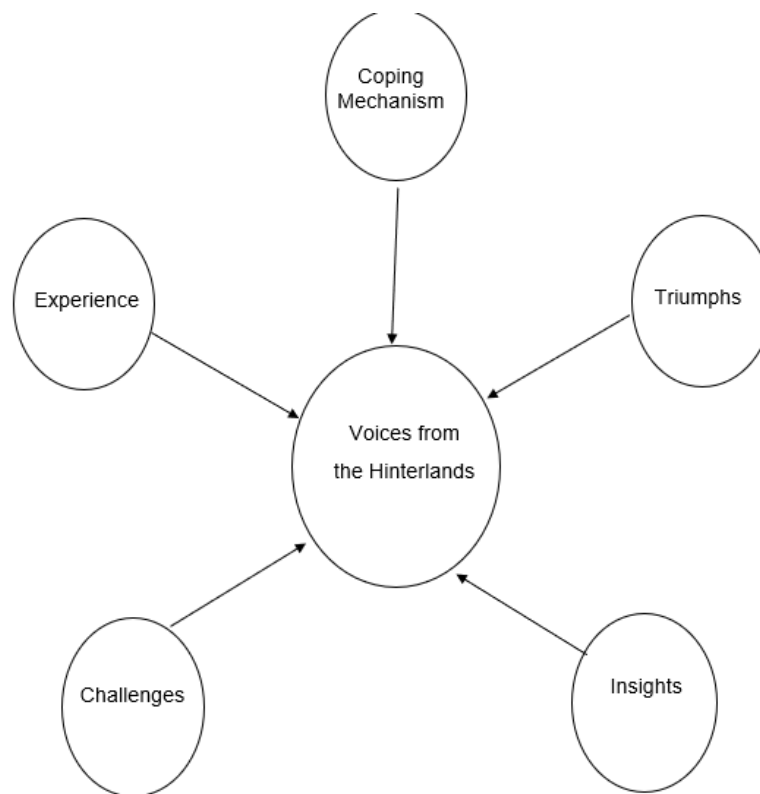 Coping
Mechanism
Experience
Triumphs
Voices from
the Hinterlands
Challenges
Insights